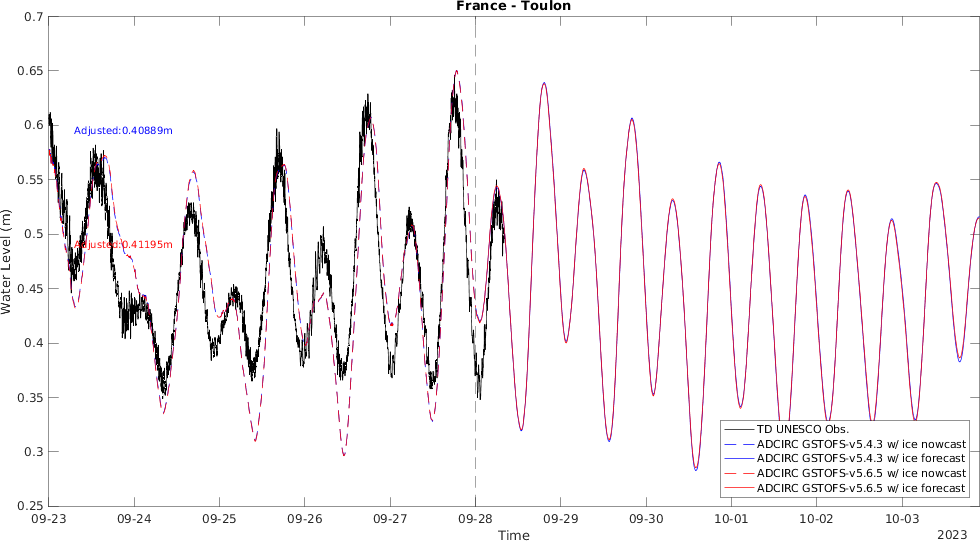 France - Toulon
0.7
0.65
0.6
0.55
0.5
0.45
0.4
0.35
0.3
0.25
Water Level (m)
Adjusted:0.40889m
Adjusted:0.41195m
TD UNESCO Obs.
ADCIRC GSTOFS-v5.4.3 w/ ice nowcast
ADCIRC GSTOFS-v5.4.3 w/ ice forecast
ADCIRC GSTOFS-v5.6.5 w/ ice nowcast
ADCIRC GSTOFS-v5.6.5 w/ ice forecast
09-23 09-24 09-25 09-26 09-27 09-28 09-29 09-30 10-01 10-02 10-03
Time
2023